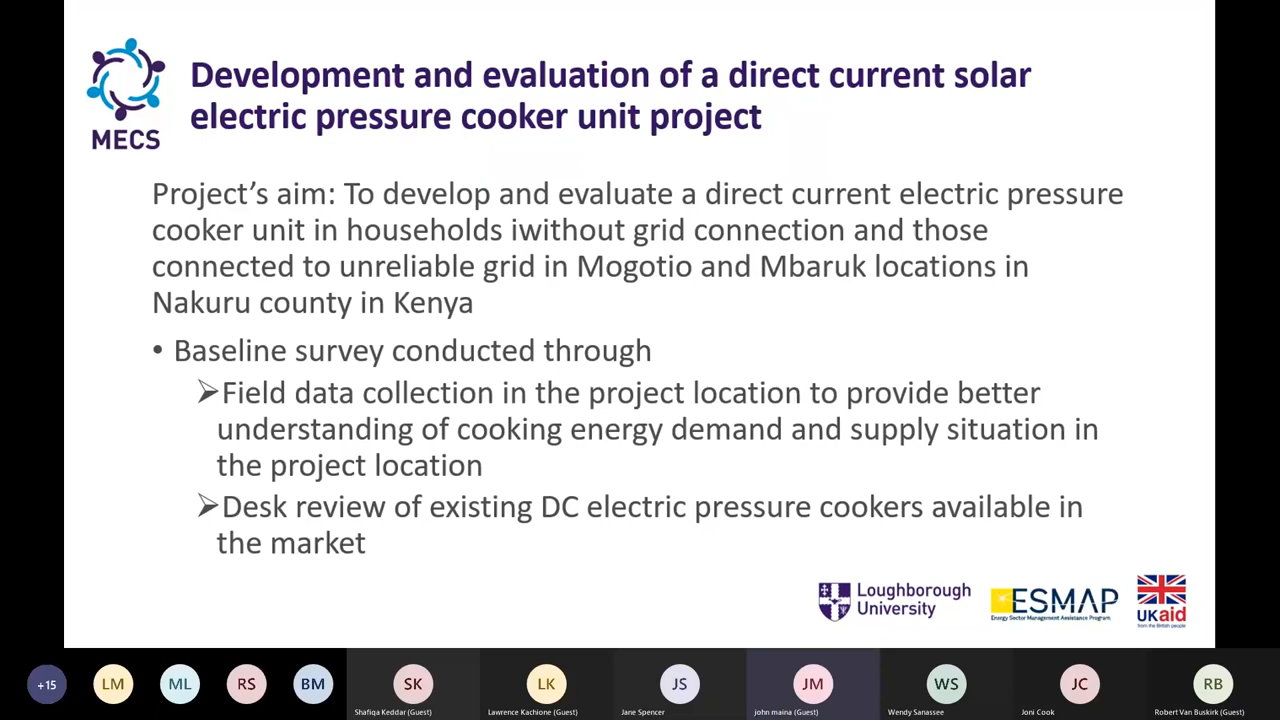 Development and evaluation of a direct current solar
electric pressure cooker unit project
MECS
Project's aim: To develop and evaluate a direct current electric pressure
cooker unit in households iwithout grid connection and those
connected to unreliable grid in Mogotio and Mbaruk locations in
Nakuru county in Kenya
• Baseline survey conducted through
➢Field data collection in the project location to provide better
understanding of cooking energy demand and supply situation in
the project location
➢Desk review of existing DC electric pressure cookers available in
the market
Loughborough
University
ESMAP
Energy Sector Management Assistance Program
UKaid
from the British people
+15
LM
ML
RS
BM
SK
LK
JS
JM
WS
JC
RB
Shafiqa Keddar (Guest)
Lawrence Kachione (Guest)
Jane Spencer
john maina (Guest)
Wendy Sanassee
Joni Cook
Robert Van Buskirk (Guest)